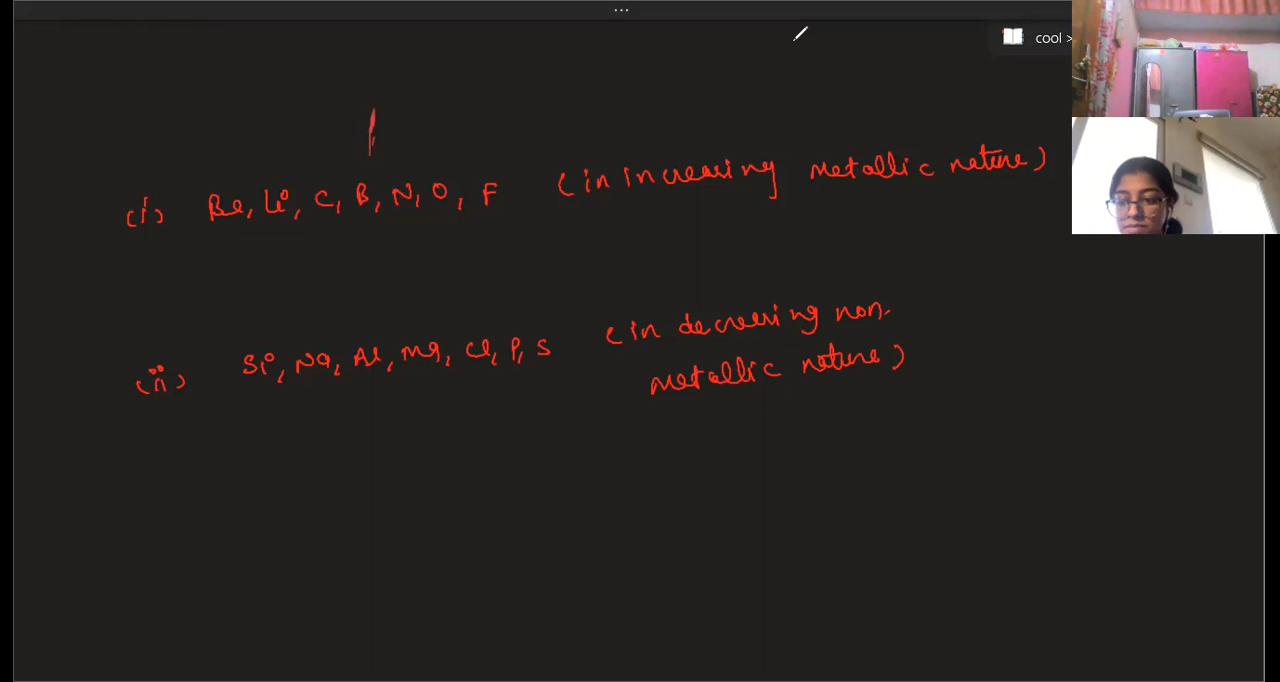 ...
cool >
(i) Be, Li, C, B, N, O, F (in increasing metallic nature)
(ii) Si, Na, Al, Mg, Cl, P, S (in decreasing non-
metallic nature)